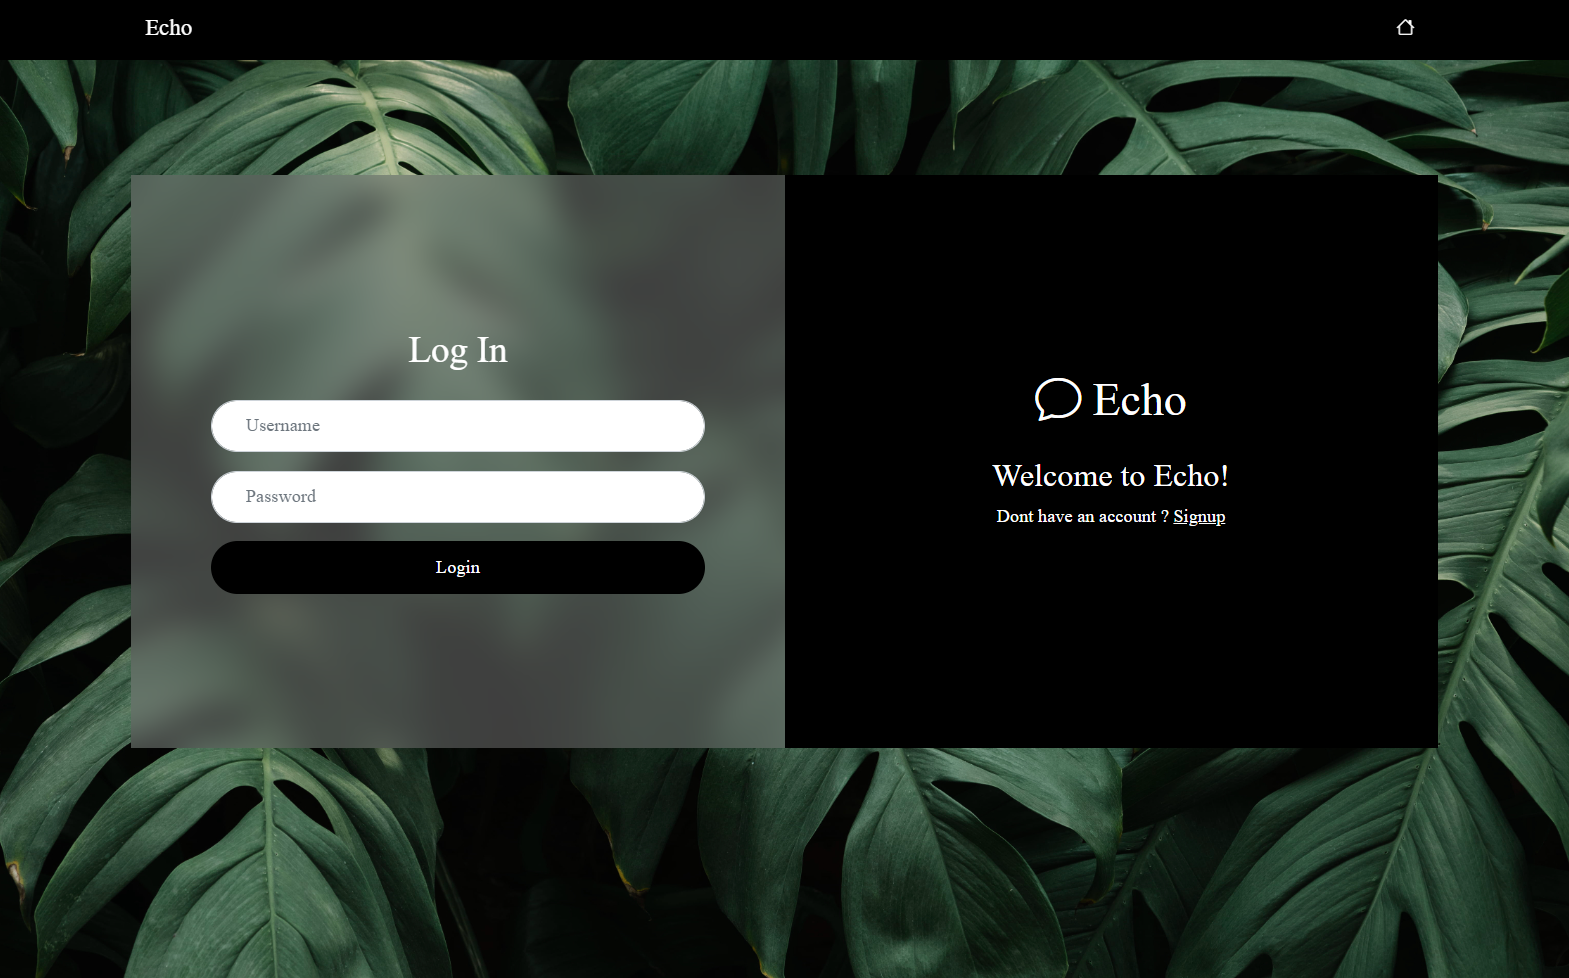 Echo
Log In
Username
Password
Login
Echo
Welcome to Echo!
Dont have an account ? Signup